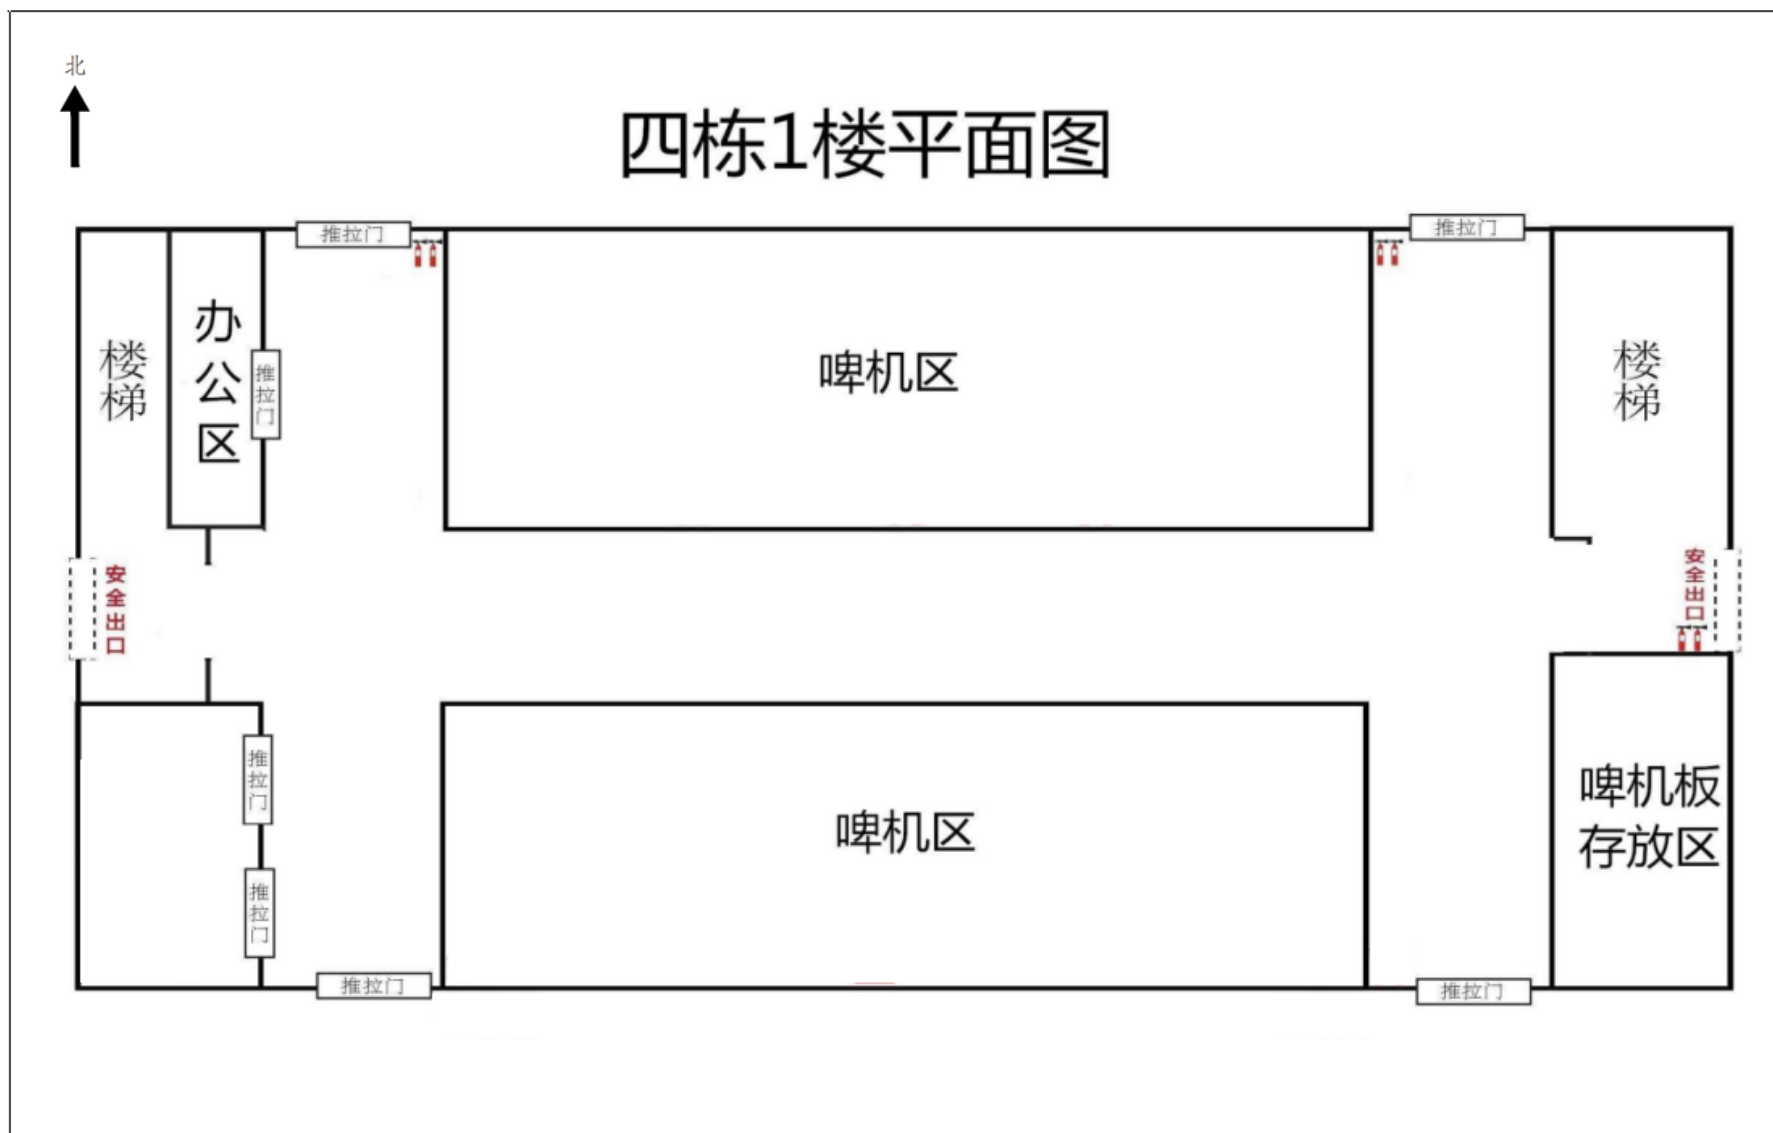 北
四栋1楼平面图
推拉门
推拉门
楼梯
办公区
推拉门
啤机区
楼梯
安全出口
安全出口
推拉门
推拉门
啤机区
啤机板
存放区
推拉门
推拉门